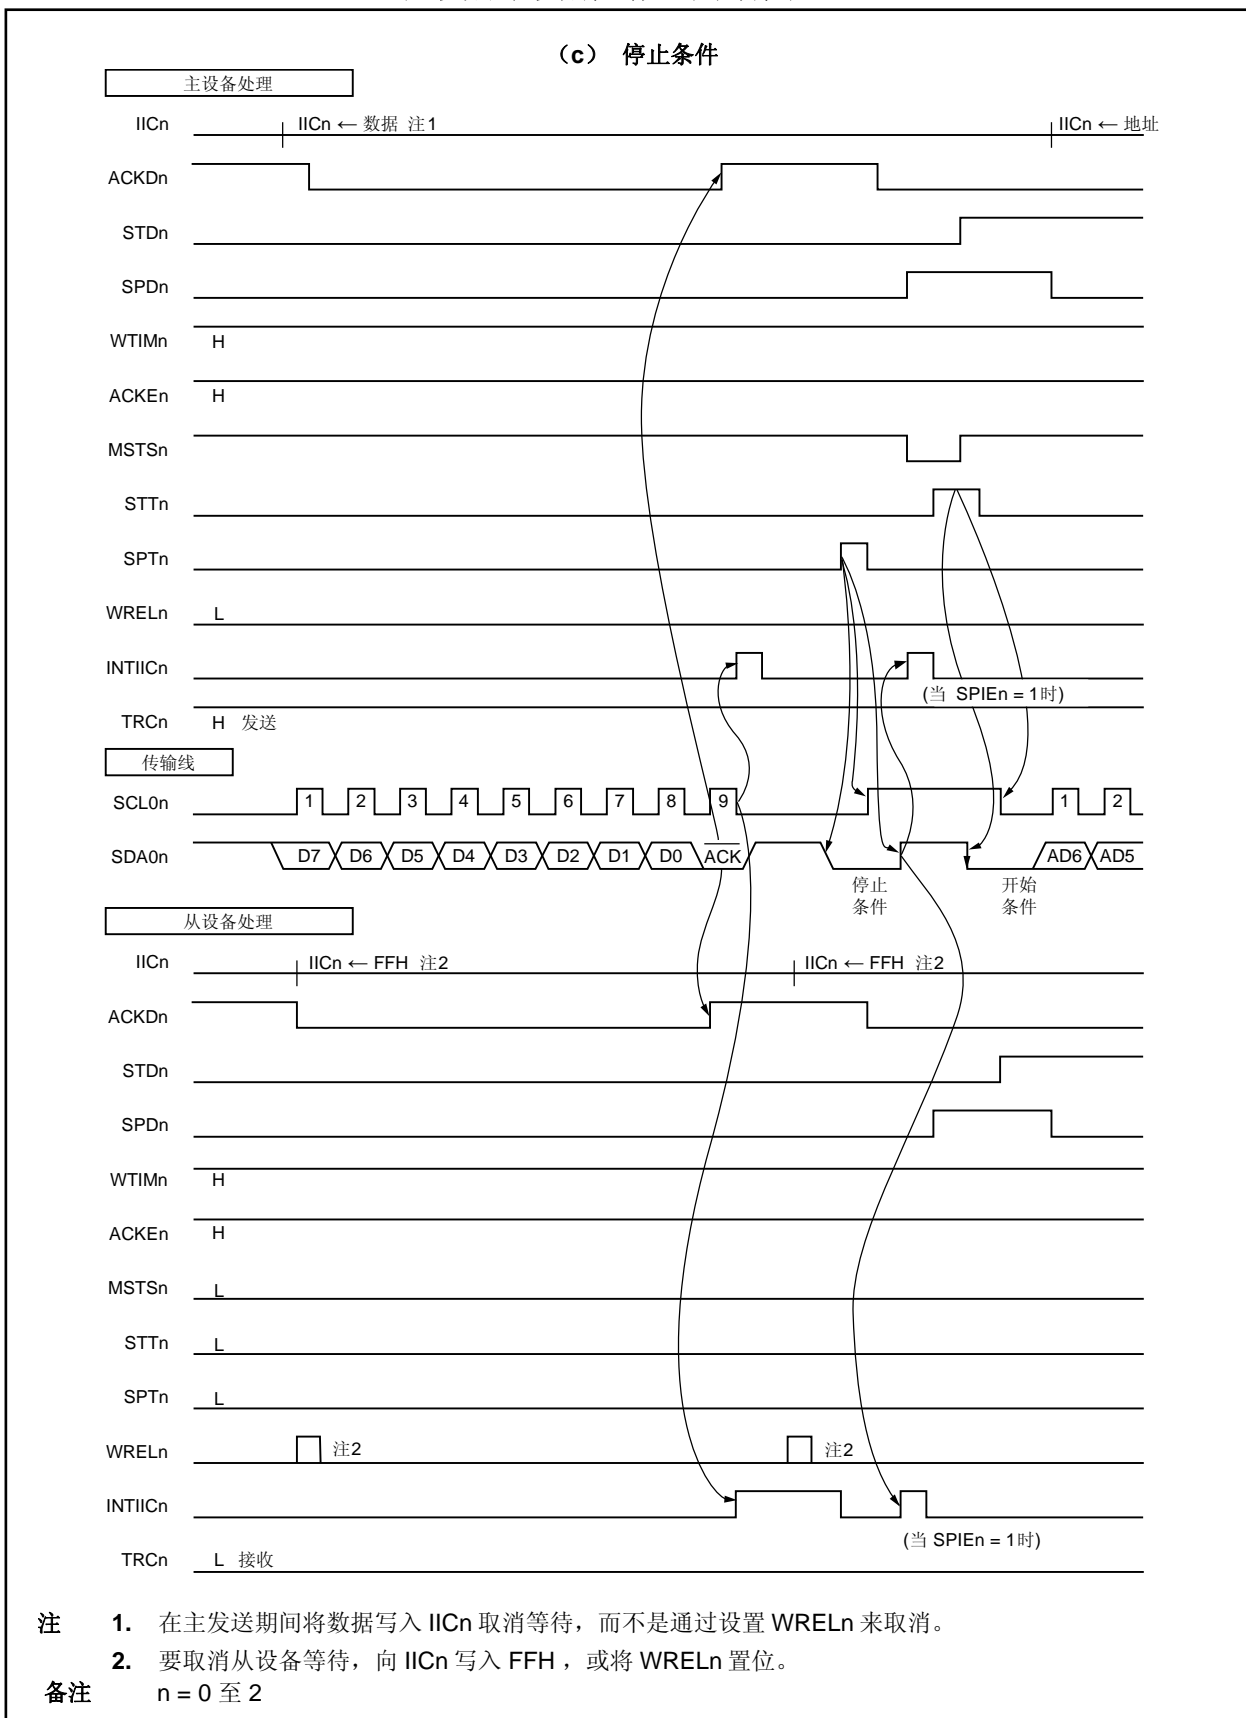 （c） 停止条件
主设备处理
IICn IICn ← 数据 注1 IICn ← 地址
ACKDn
STDn
SPDn
WTIMn H
ACKEn H
MSTSn
STTn
SPTn
WRELn L
INTIICn
(当 SPIEn = 1时)
TRCn H 发送
传输线
SCL0n 1 2 3 4 5 6 7 8 9 1 2
SDA0n D7 D6 D5 D4 D3 D2 D1 D0 ACK AD6 AD5
停止 开始
条件 条件
从设备处理
IICn IICn ← FFH 注2 IICn ← FFH 注2
ACKDn
STDn
SPDn
WTIMn H
ACKEn H
MSTSn L
STTn L
SPTn L
WRELn 注2 注2
INTIICn
(当 SPIEn = 1时)
TRCn L 接收
注 1. 在主发送期间将数据写入 IICn 取消等待，而不是通过设置 WRELn 来取消。
2. 要取消从设备等待，向 IICn 写入 FFH ，或将 WRELn 置位。
备注 n = 0 至 2